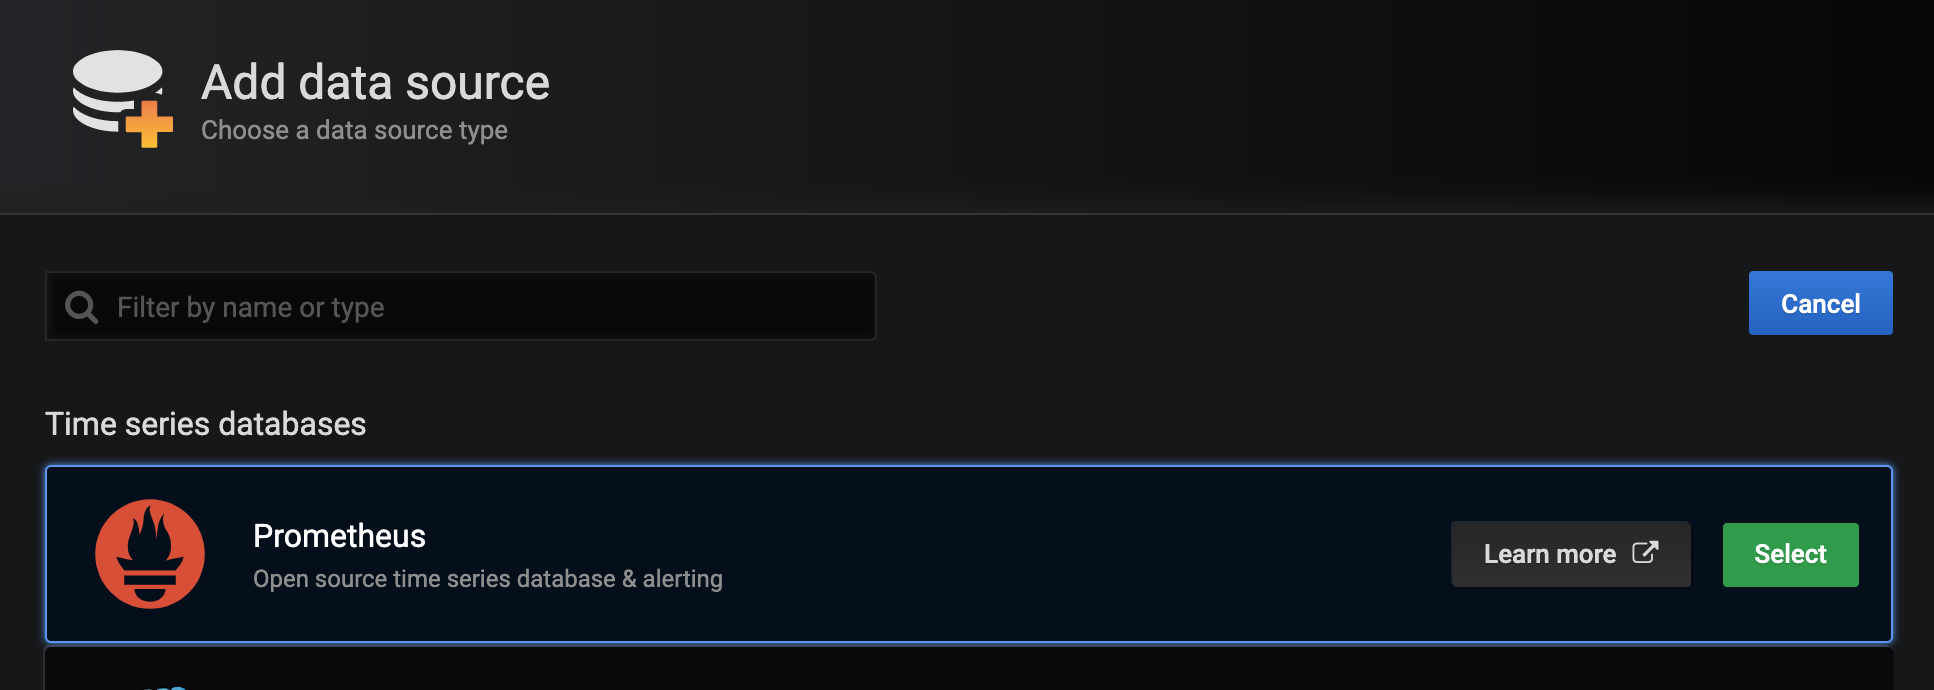 Add data source
Choose a data source type
Filter by name or type
Cancel
Time series databases
Prometheus
Open source time series database & alerting
Learn more
Select